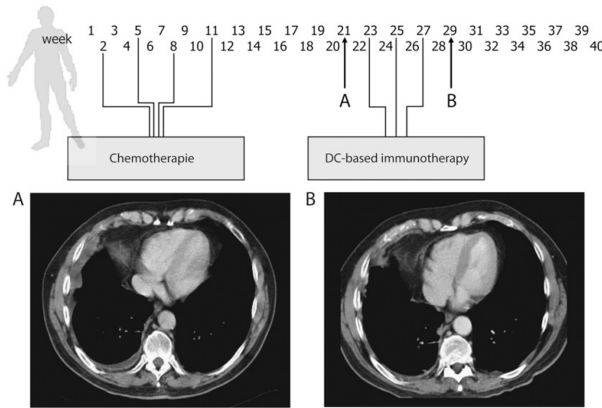 1 3 5 7 9 11 13 15 17 19 21 23 25 27 29 31 33 35 37 39
week
2 4 6 8 10 12 14 16 18 20 22 24 26 28 30 32 34 36 38 40
A B
Chemotherapie DC-based immunotherapy
A B